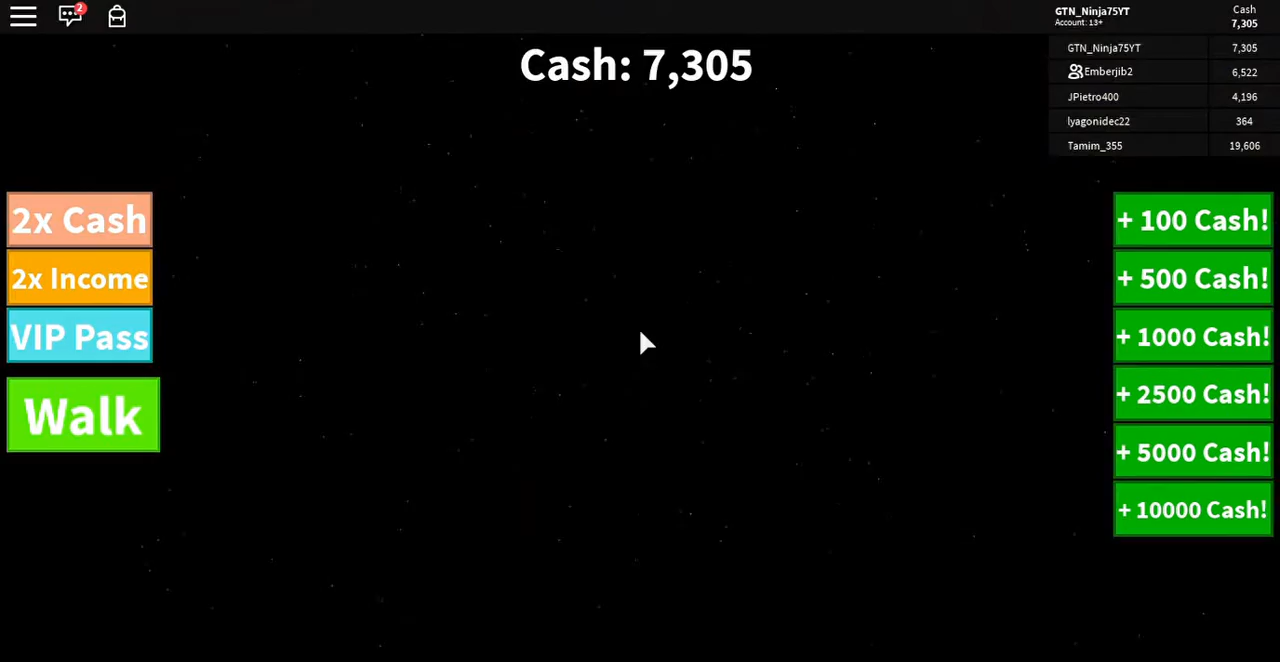 2
GTN_Ninja75YT
Account: 13+
Cash
7,305
Cash: 7,305
GTN_Ninja75YT 7,305
Emberjib2 6,522
JPietro400 4,196
lyagonidec22 364
Tamim_355 19,606
2x Cash
2x Income
VIP Pass
Walk
+ 100 Cash!
+ 500 Cash!
+ 1000 Cash!
+ 2500 Cash!
+ 5000 Cash!
+ 10000 Cash!